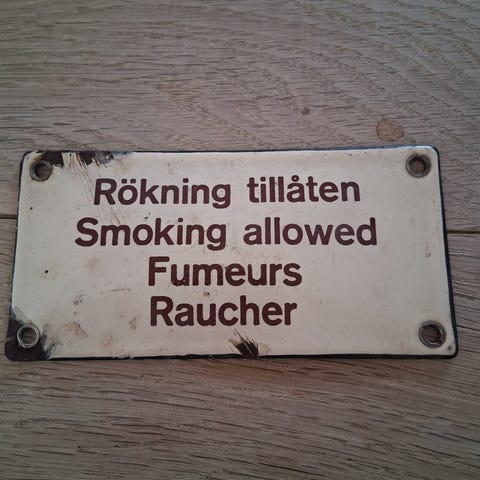 Rökning tillåten
Smoking allowed
Fumeurs
Raucher